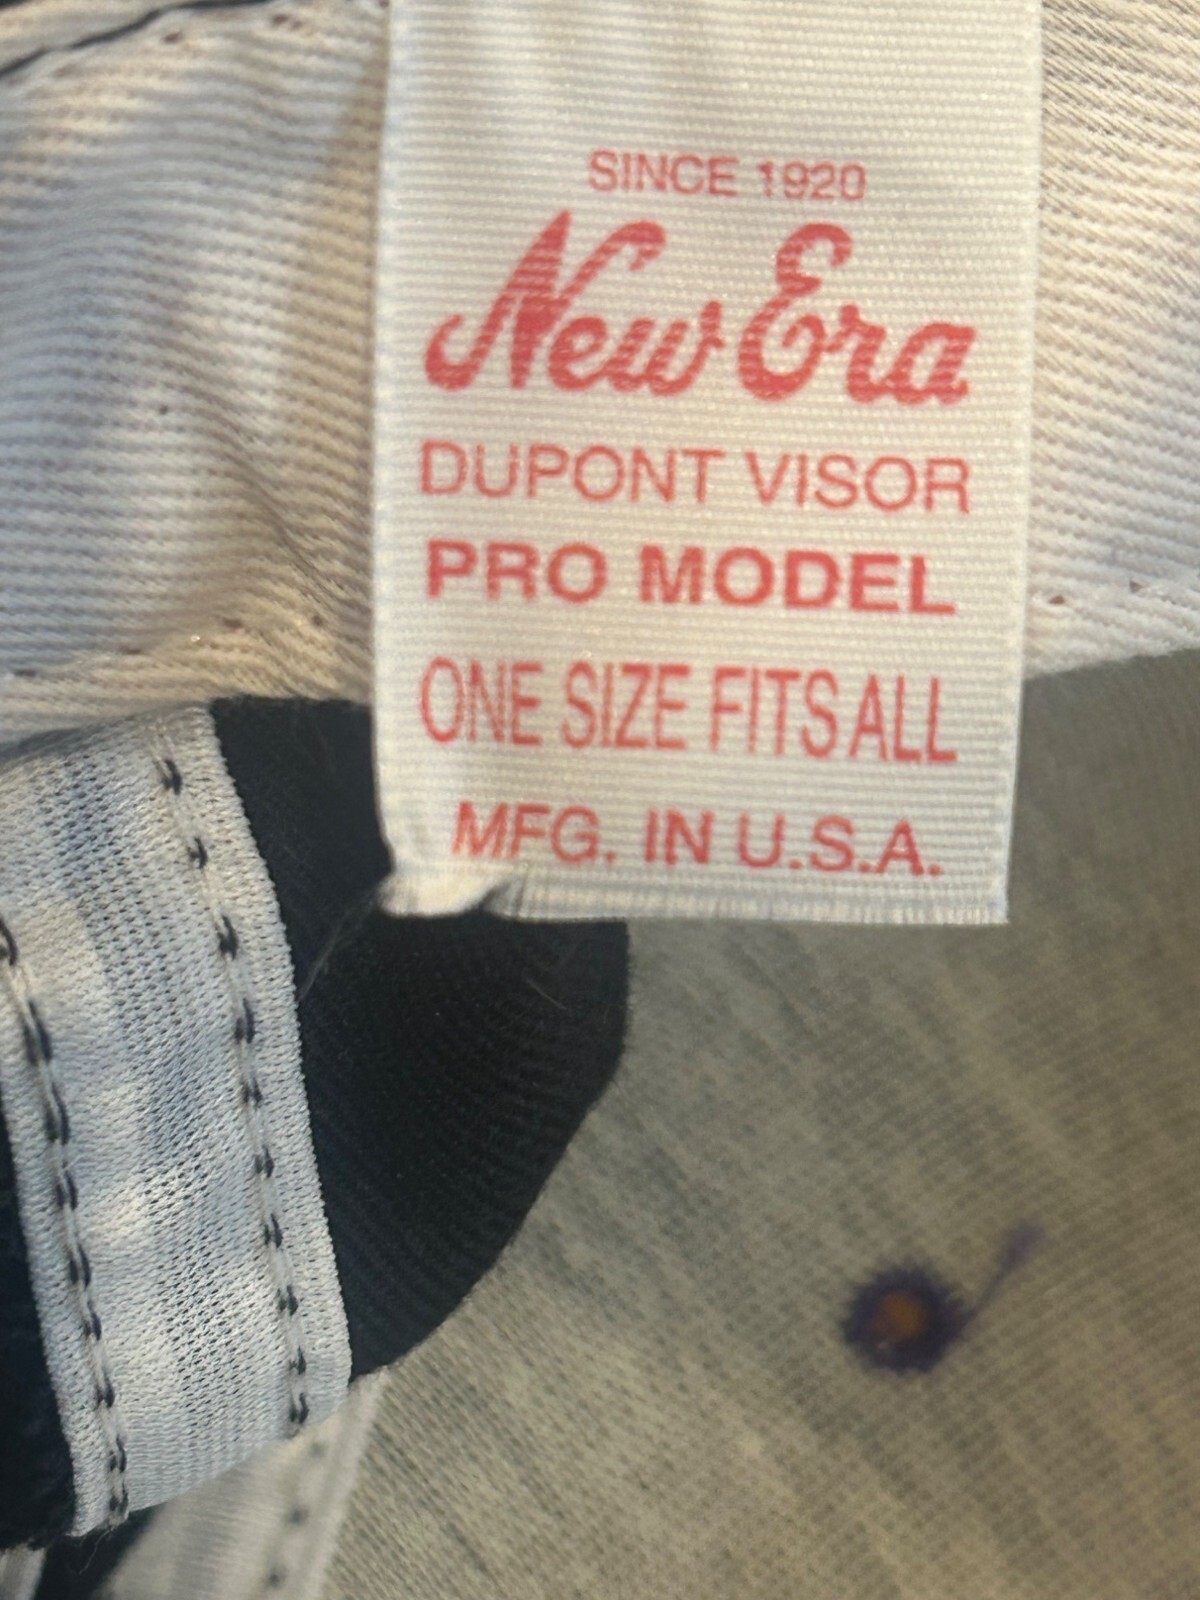 SINCE 1920
New Era
DUPONT VISOR
PRO MODEL
ONE SIZE FITS ALL
MFG. IN U.S.A.